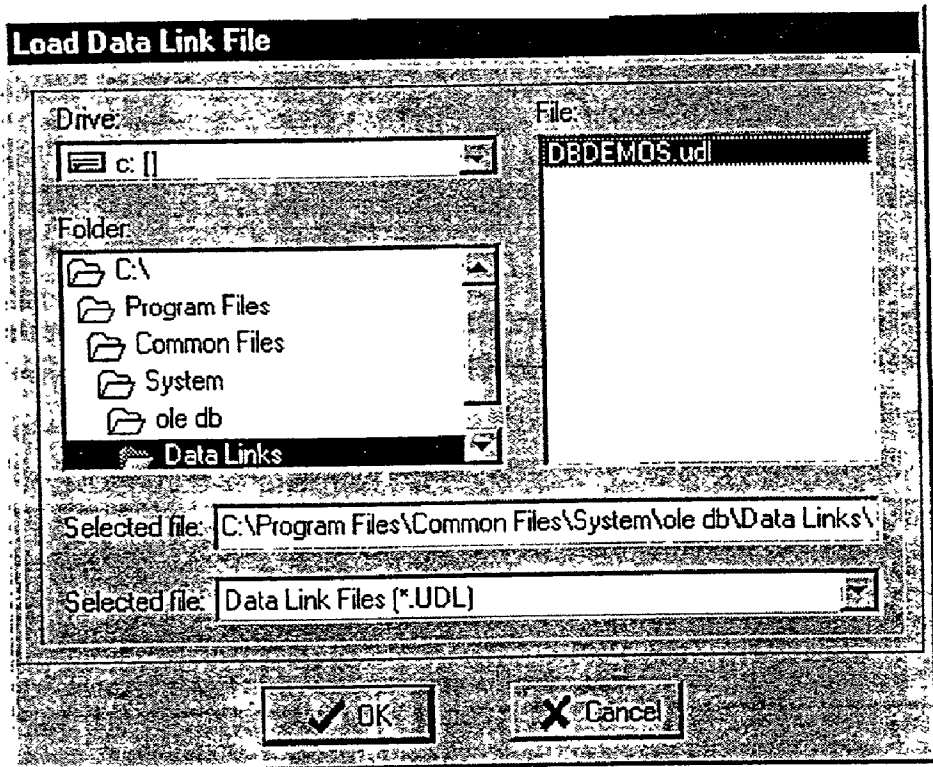 Load Data Link File
Drive:
c: []
Folder:
C:\
Program Files
Common Files
System
ole db
Data Links
File:
DBDEMOS.udl
Selected file: C:\Program Files\Common Files\System\ole db\Data Links\
Selected file: Data Link Files (*.UDL)
OK
Cancel